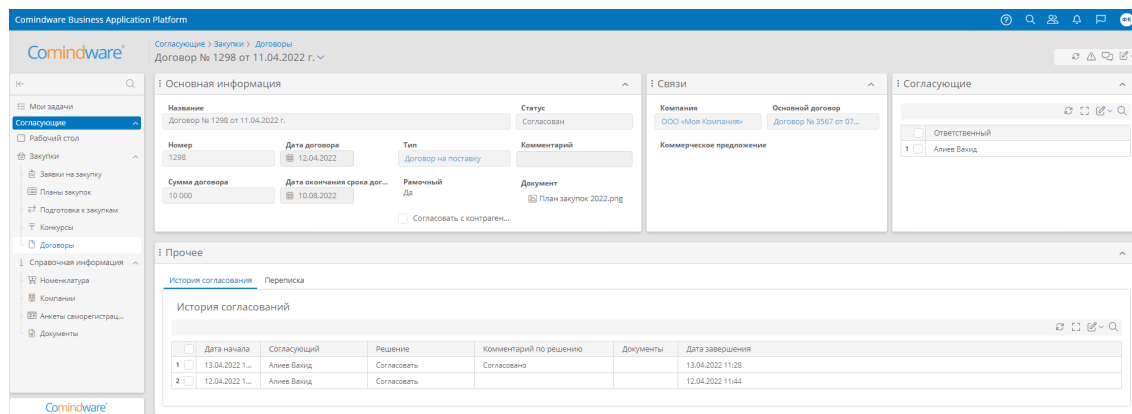 Comindware Business Application Platform
ФК
Comindware
Согласующие > Закупки > Договоры
Договор № 1298 от 11.04.2022 г.
Мои задачи
Согласующие
Рабочий стол
Закупки
Заявки на закупку
Планы закупок
Подготовка к закупкам
Конкурсы
Договоры
Справочная информация
Номенклатура
Компании
Анкеты саморегистрац...
Документы
Comindware
Основная информация
Название
Статус
Договор № 1298 от 11.04.2022 г.
Согласован
Номер
Дата договора
Тип
Комментарий
1298
12.04.2022
Договор на поставку
Сумма договора
Дата окончания срока дог...
Рамочный
Документ
10 000
10.08.2022
Да
План закупок 2022.png
Согласовать с контраген...
Связи
Компания
Основной договор
ООО «Моя Компания»
Договор № 3567 от 07...
Коммерческое предложение
Согласующие
Ответственный
1 Алиев Вахид
Прочее
История согласования Переписка
История согласований
Дата начала Согласующий Решение Комментарий по решению Документы Дата завершения
1 13.04.2022 1... Алиев Вахид Согласовать Согласовано 13.04.2022 11:28
2 12.04.2022 1... Алиев Вахид Согласовать 12.04.2022 11:44